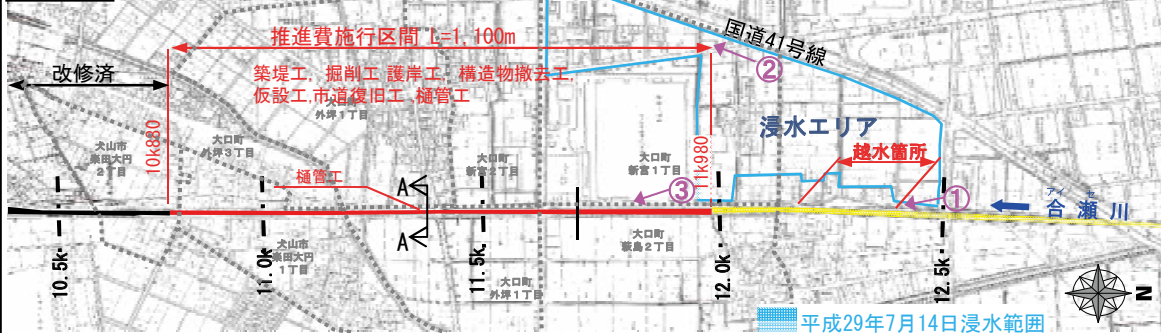 推進費施行区間 L=1,100m
改修済
築堤工，掘削工 護岸工，構造物撤去工，
仮設工,市道復旧工 樋管工
国道41号線
②
浸水エリア
越水箇所
10k880
11k980
大口町
外坪1丁目
大口町
外坪3丁目
犬山市
楽田大円
2丁目
大口町
新宮2丁目
大口町
新宮1丁目
樋管工
A
A
③
①
アイ セ
合瀬川
犬山市
楽田大円
1丁目
大口町
萩島2丁目
大口町
外坪1丁目
10.5k
11.0k
11.5k
12.0k
12.5k
N
平成29年7月14日浸水範囲